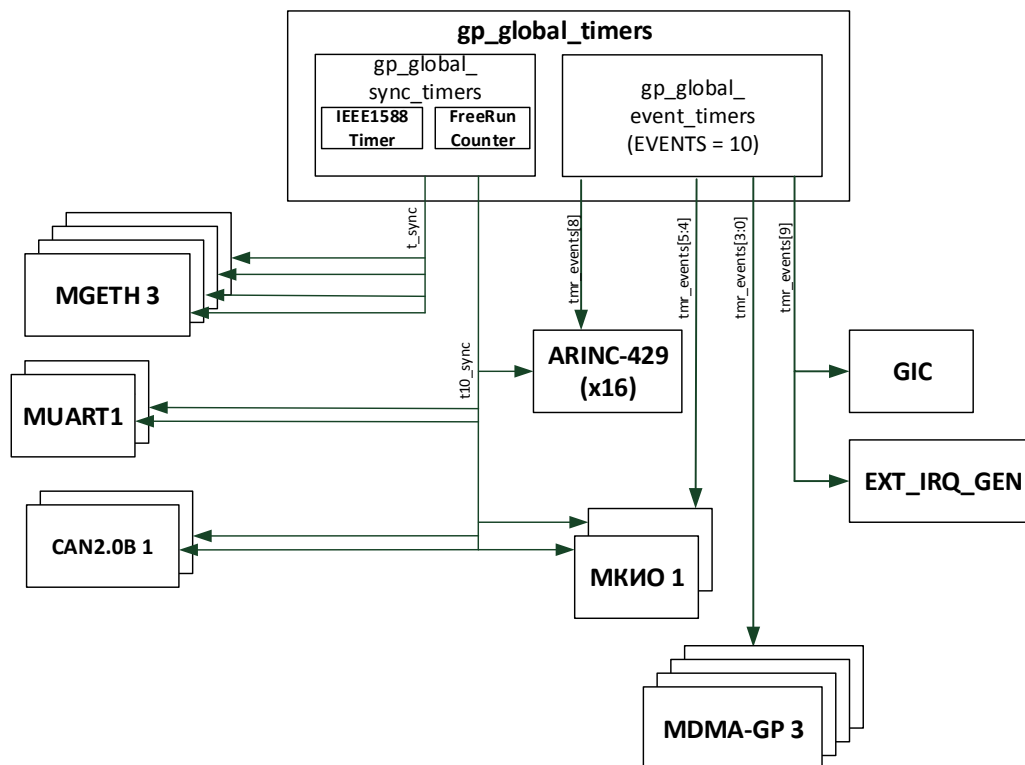 gp_global_timers
gp_global_
sync_timers
IEEE1588
Timer
FreeRun
Counter
gp_global_
event_timers
(EVENTS = 10)
t_sync
tmr_events[8]
tmr_events[5:4]
tmr_events[3:0]
tmr_events[9]
MGETH 3
t10_sync
ARINC-429
(x16)
GIC
MUART1
EXT_IRQ_GEN
CAN2.0B 1
МКИО 1
MDMA-GP 3